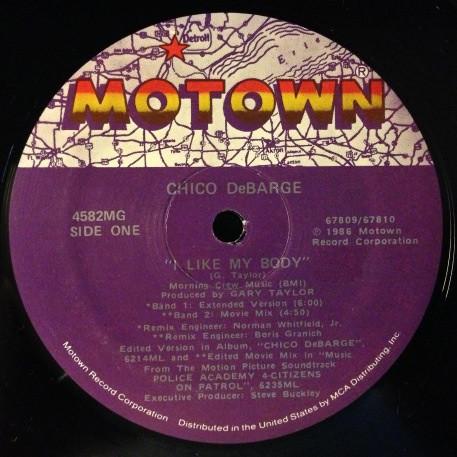 Detroit
MOTOWN®
Akron
CHICO DeBARGE
4582MG
SIDE ONE
67809/67810
℗ 1986 Motown
Record Corporation
"I LIKE MY BODY"
(G. Taylor)
Morning Crew Music (BMI)
Produced by GARY TAYLOR
*Band 1: Extended Version (6:00)
**Band 2: Movie Mix (4:50)
*Remix Engineer: Norman Whitfield, Jr.
**Remix Engineer: Boris Granich
Edited Version in Album, "CHICO DeBARGE",
6214ML and **Edited Movie Mix in "Music
From The Motion Picture Soundtrack
POLICE ACADEMY 4-CITIZENS
ON PATROL", 6235ML
Executive Producer: Steve Buckley
Motown Record Corporation
Distributed in the United States by MCA Distributing, Inc